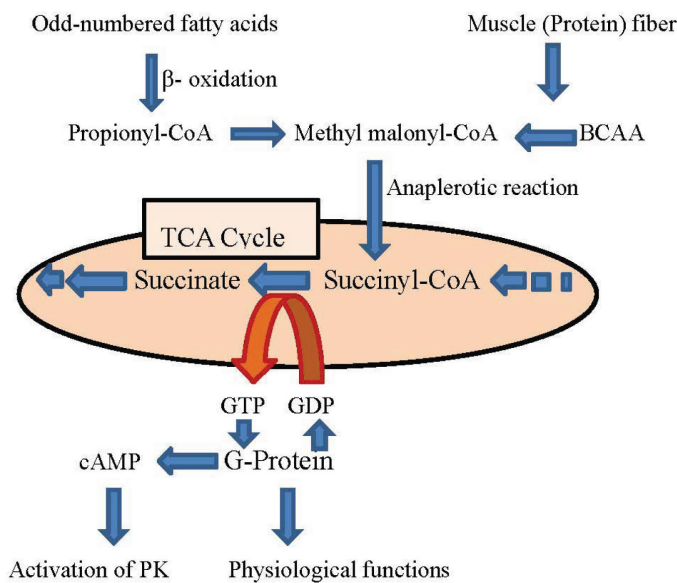 Odd-numbered fatty acids
Muscle (Protein) fiber
β- oxidation
Propionyl-CoA
Methyl malonyl-CoA
BCAA
Anaplerotic reaction
TCA Cycle
Succinate
Succinyl-CoA
GTP
GDP
cAMP
G-Protein
Activation of PK
Physiological functions